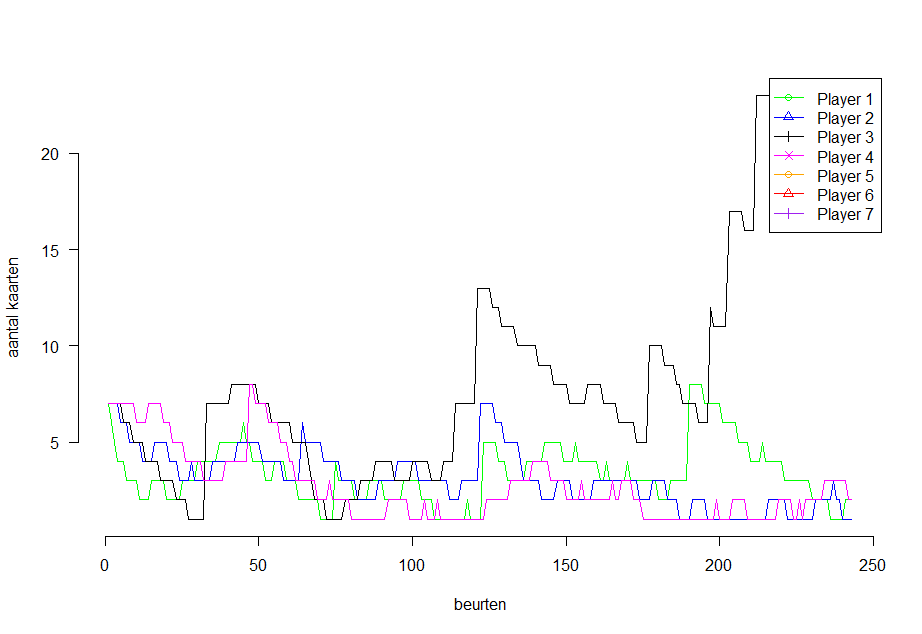 Player 1
Player 2
Player 3
Player 4
Player 5
Player 6
Player 7
20
15
10
5
aantal kaarten
0
50
100
150
200
250
beurten